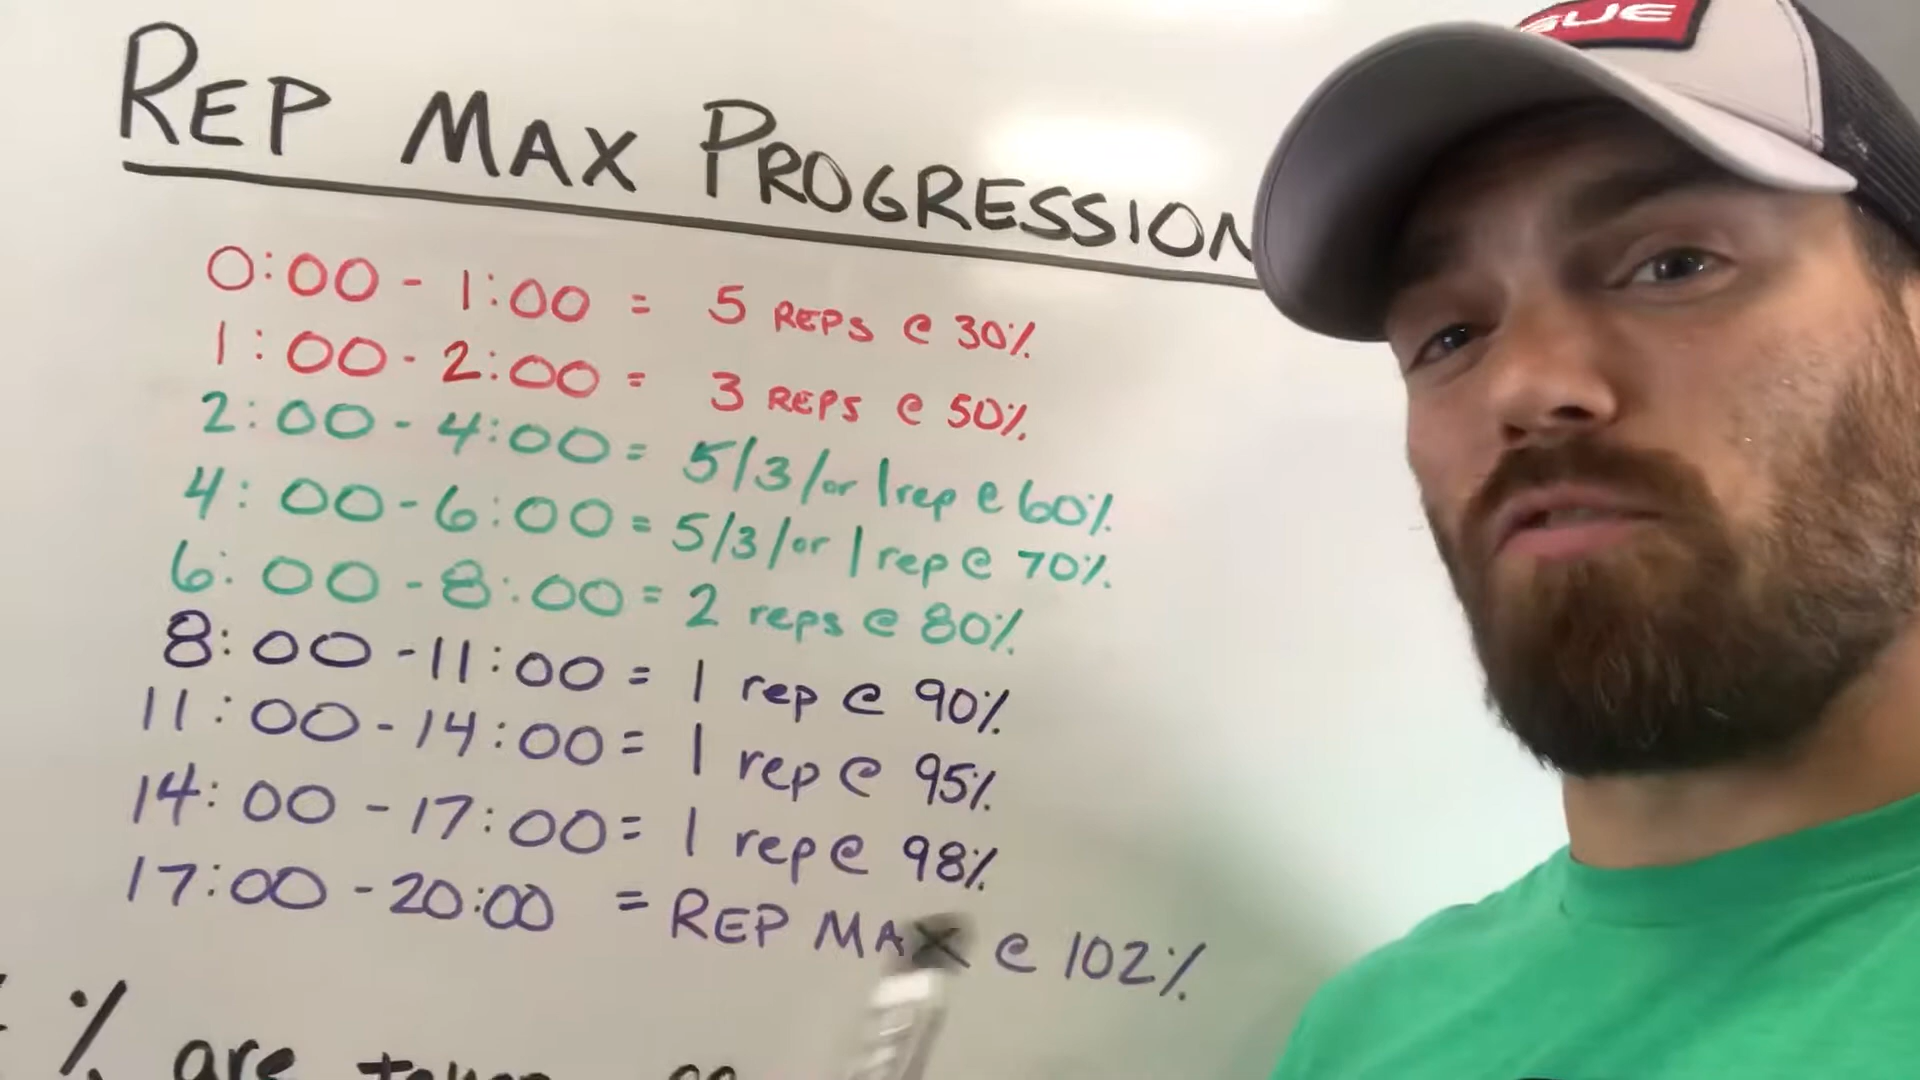 REP MAX PROGRESSION
0:00 - 1:00 = 5 REPS @ 30%
1:00 - 2:00 = 3 REPS @ 50%
2:00 - 4:00 = 5/3/or 1 rep @ 60%
4:00 - 6:00 = 5/3/or 1 rep @ 70%
6:00 - 8:00 = 2 reps @ 80%
8:00 - 11:00 = 1 rep @ 90%
11:00 - 14:00 = 1 rep @ 95%
14:00 - 17:00 = 1 rep @ 98%
17:00 - 20:00 = REP MAX @ 102%
% are